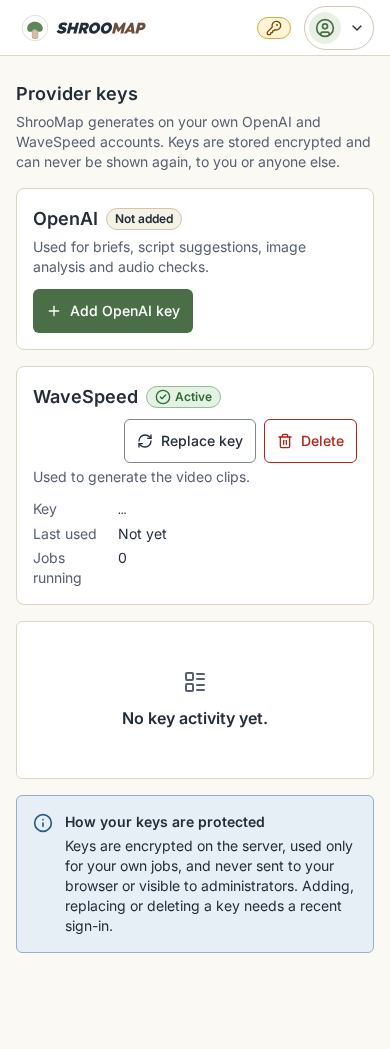 SHROOMAP
Provider keys
ShrooMap generates on your own OpenAI and
WaveSpeed accounts. Keys are stored encrypted and
can never be shown again, to you or anyone else.
OpenAI Not added
Used for briefs, script suggestions, image
analysis and audio checks.
Add OpenAI key
WaveSpeed Active
Replace key Delete
Used to generate the video clips.
Key …
Last used Not yet
Jobs 0
running
No key activity yet.
How your keys are protected
Keys are encrypted on the server, used only
for your own jobs, and never sent to your
browser or visible to administrators. Adding,
replacing or deleting a key needs a recent
sign-in.